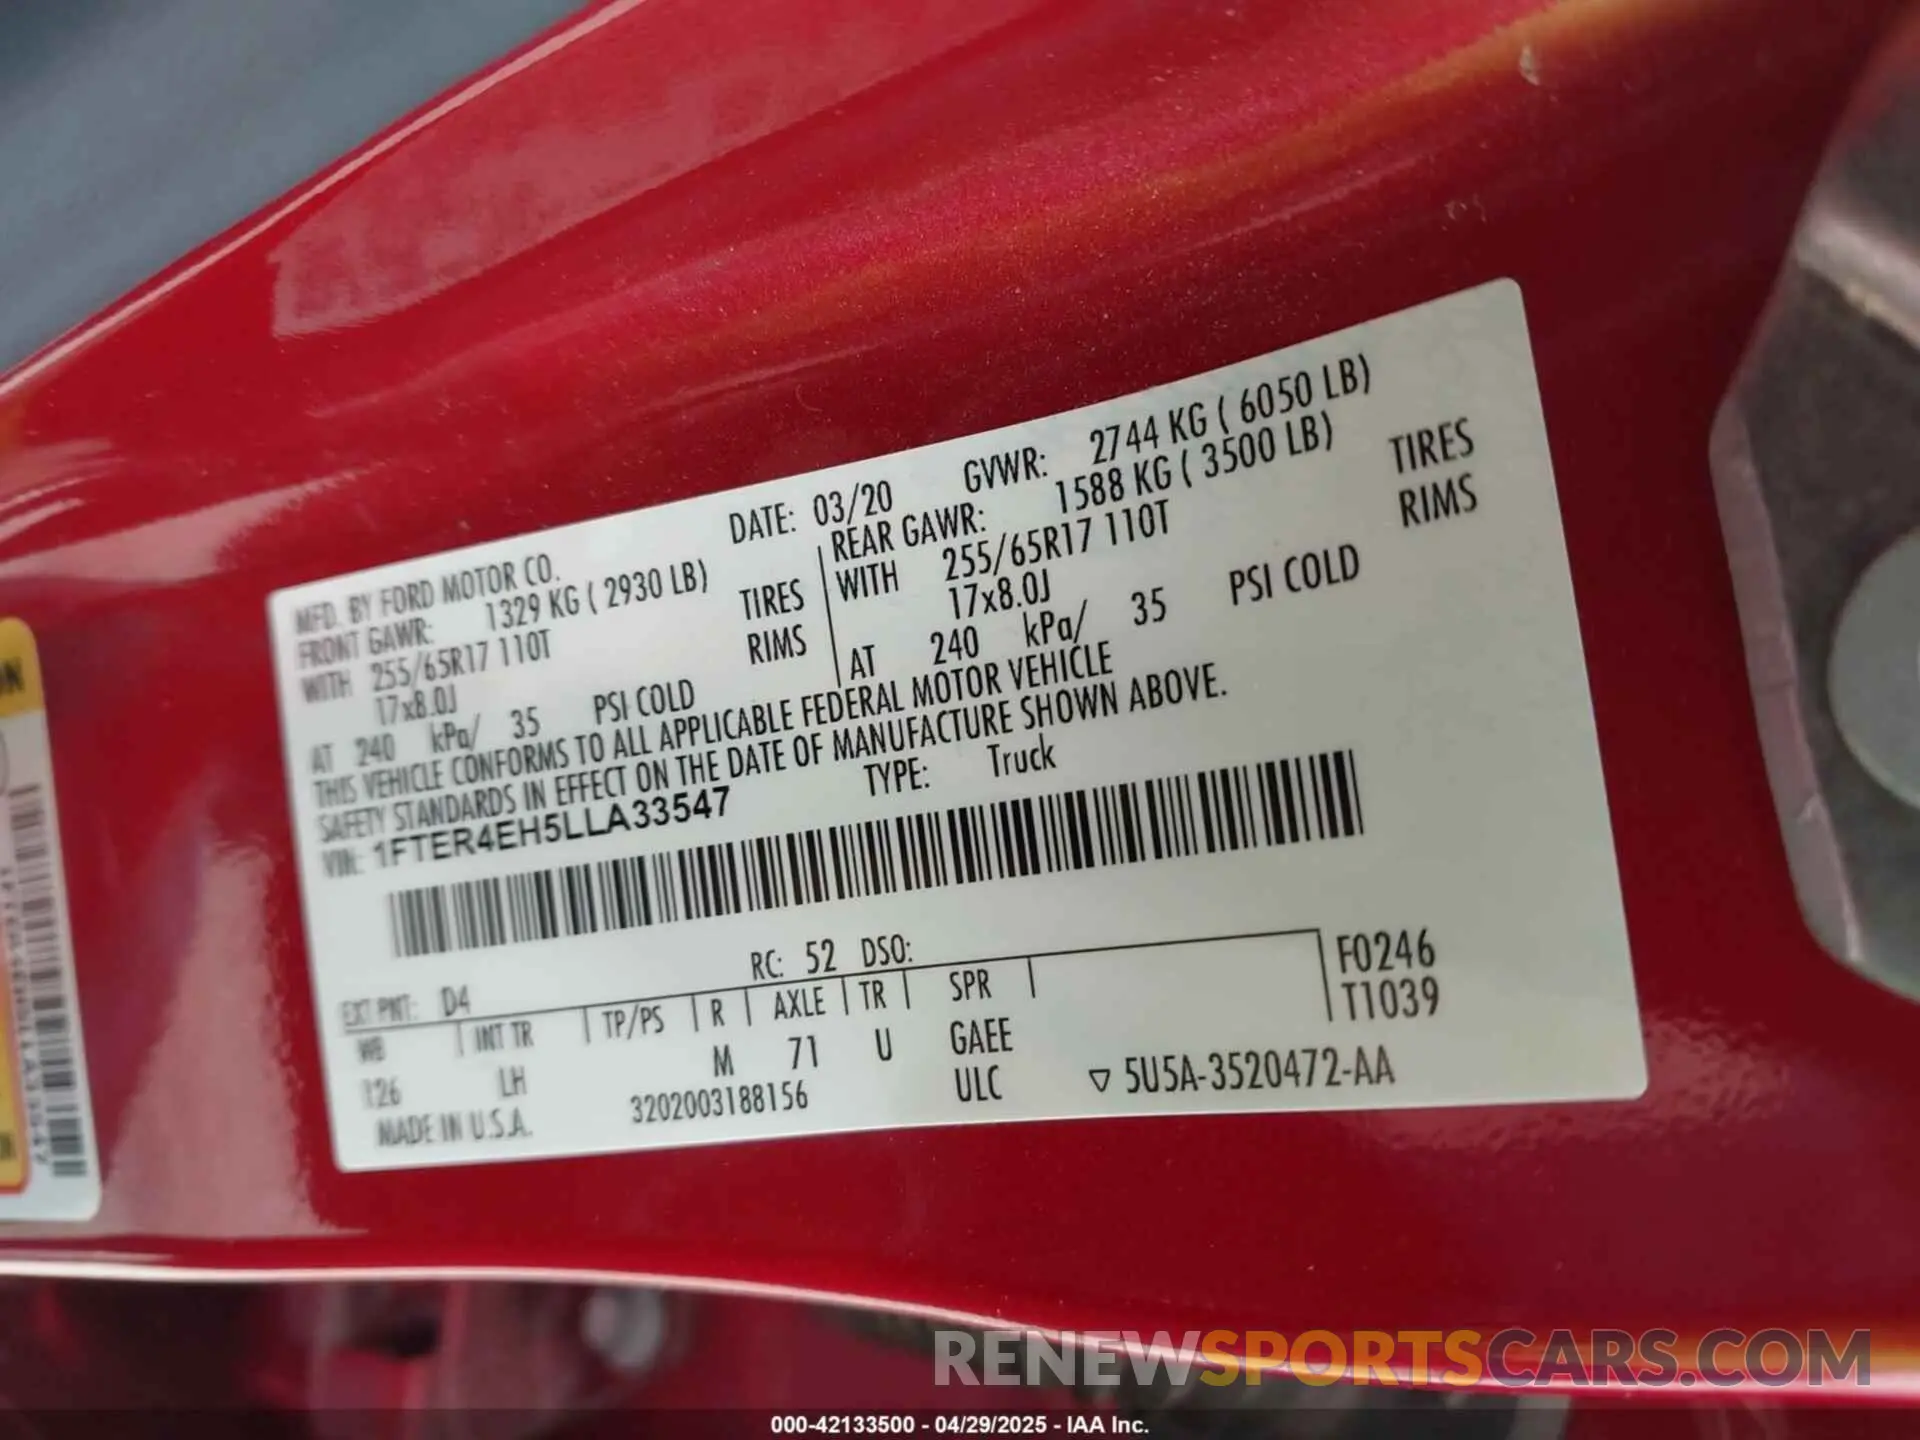 MFD. BY FORD MOTOR CO. DATE: 03/20 GVWR: 2744 KG ( 6050 LB)
FRONT GAWR: 1329 KG ( 2930 LB) REAR GAWR: 1588 KG ( 3500 LB)
WITH 255/65R17 110T TIRES WITH 255/65R17 110T TIRES
17x8.0J RIMS 17x8.0J RIMS
AT 240 kPa/ 35 PSI COLD AT 240 kPa/ 35 PSI COLD
THIS VEHICLE CONFORMS TO ALL APPLICABLE FEDERAL MOTOR VEHICLE
SAFETY STANDARDS IN EFFECT ON THE DATE OF MANUFACTURE SHOWN ABOVE.
VIN: 1FTER4EH5LLA33547 TYPE: Truck
EXT PNT: D4 RC: 52 DSO: F0246
WB INT TR TP/PS R AXLE TR SPR T1039
126 LH M 71 U GAEE
MADE IN U.S.A. 3202003188156 ULC ▽ 5U5A-3520472-AA
1FTER4EH5LLA33547
RENEWSPORTSCARS.COM
000-42133500 - 04/29/2025 - IAA Inc.